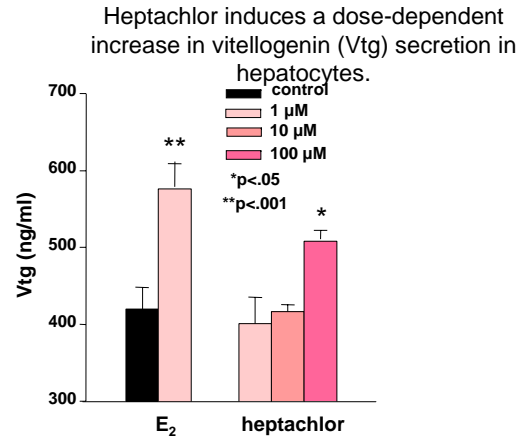 Heptachlor induces a dose-dependent
increase in vitellogenin (Vtg) secretion in
hepatocytes.
control
1 µM
10 µM
100 µM
*p<.05
**p<.001
700
600
500
400
300
Vtg (ng/ml)
**
*
E₂
heptachlor